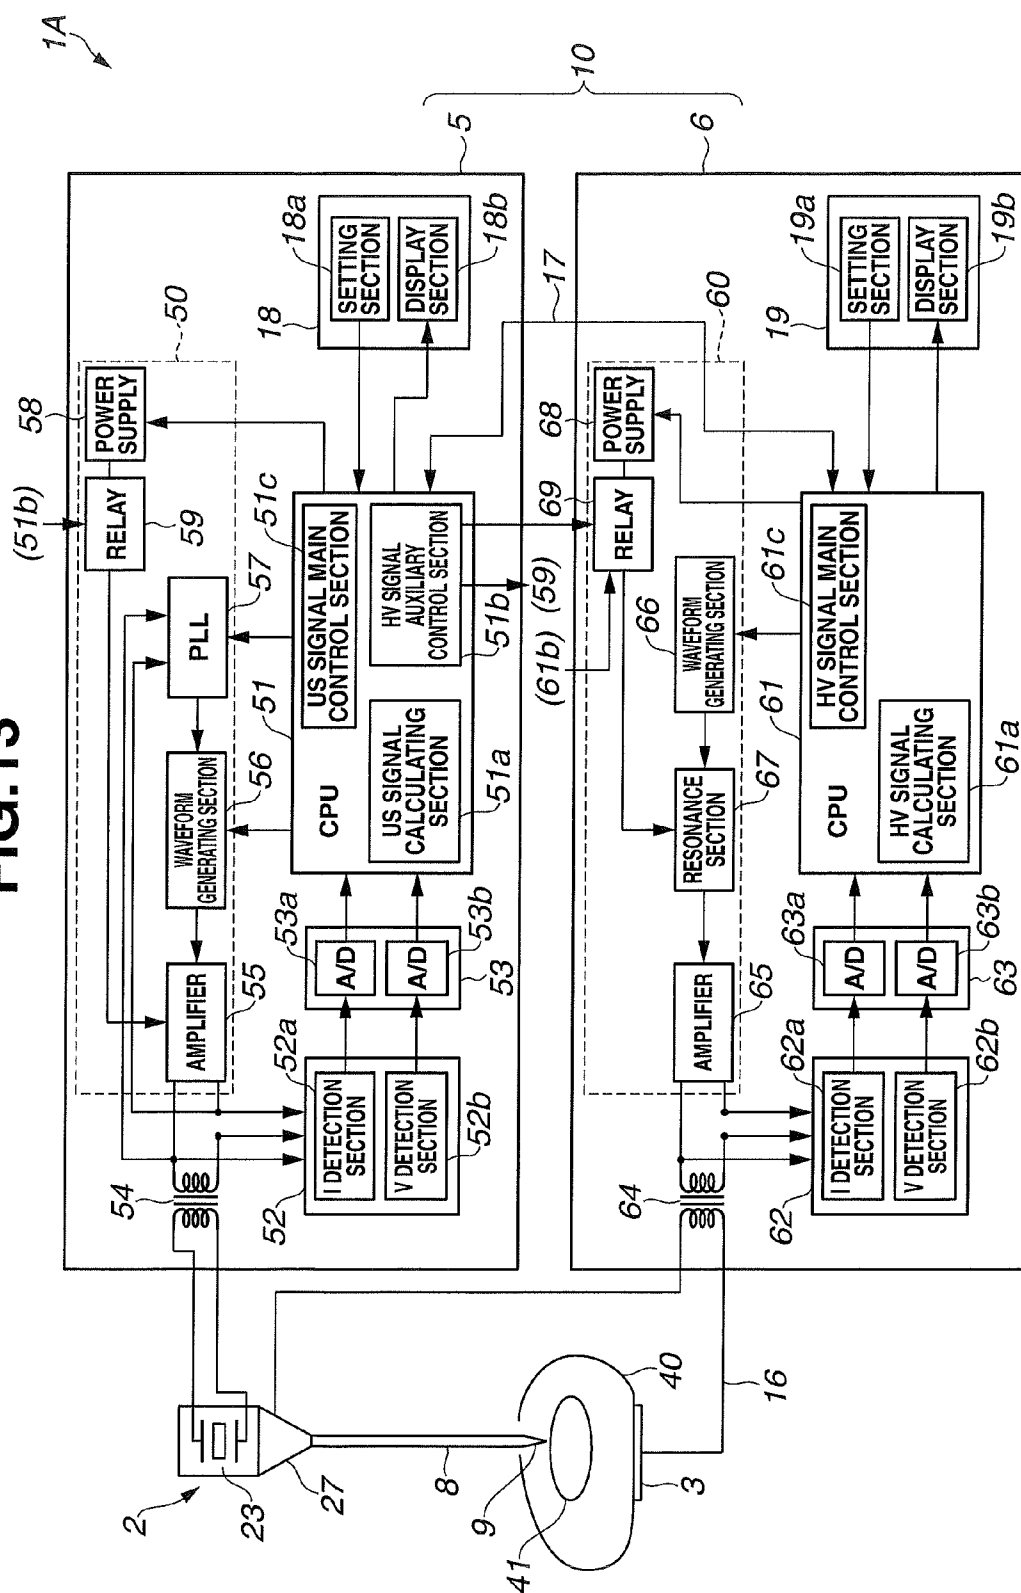 FIG.13
1A
10
5
50
58
POWER
SUPPLY
(51b)
RELAY
59
57
PLL
56
WAVEFORM
GENERATING SECTION
55
AMPLIFIER
54
18
18a
SETTING
SECTION
DISPLAY
SECTION
18b
17
51
51c
US SIGNAL MAIN
CONTROL SECTION
HV SIGNAL
AUXILIARY
CONTROL SECTION
51b
(59)
CPU
US SIGNAL
CALCULATING
SECTION
51a
53a
A/D
A/D
53b
53
52a
I DETECTION
SECTION
V DETECTION
SECTION
52b
52
6
60
68
POWER
SUPPLY
69
RELAY
(61b)
66
WAVEFORM
GENERATING SECTION
RESONANCE
SECTION
67
AMPLIFIER
65
64
19
19a
SETTING
SECTION
DISPLAY
SECTION
19b
61
61c
HV SIGNAL MAIN
CONTROL SECTION
CPU
HV SIGNAL
CALCULATING
SECTION
61a
63a
A/D
A/D
63b
63
62a
I DETECTION
SECTION
V DETECTION
SECTION
62b
62
2
23
27
8
9
41
40
3
16